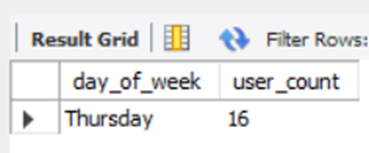 Result Grid Filter Rows:
day_of_week user_count
Thursday 16